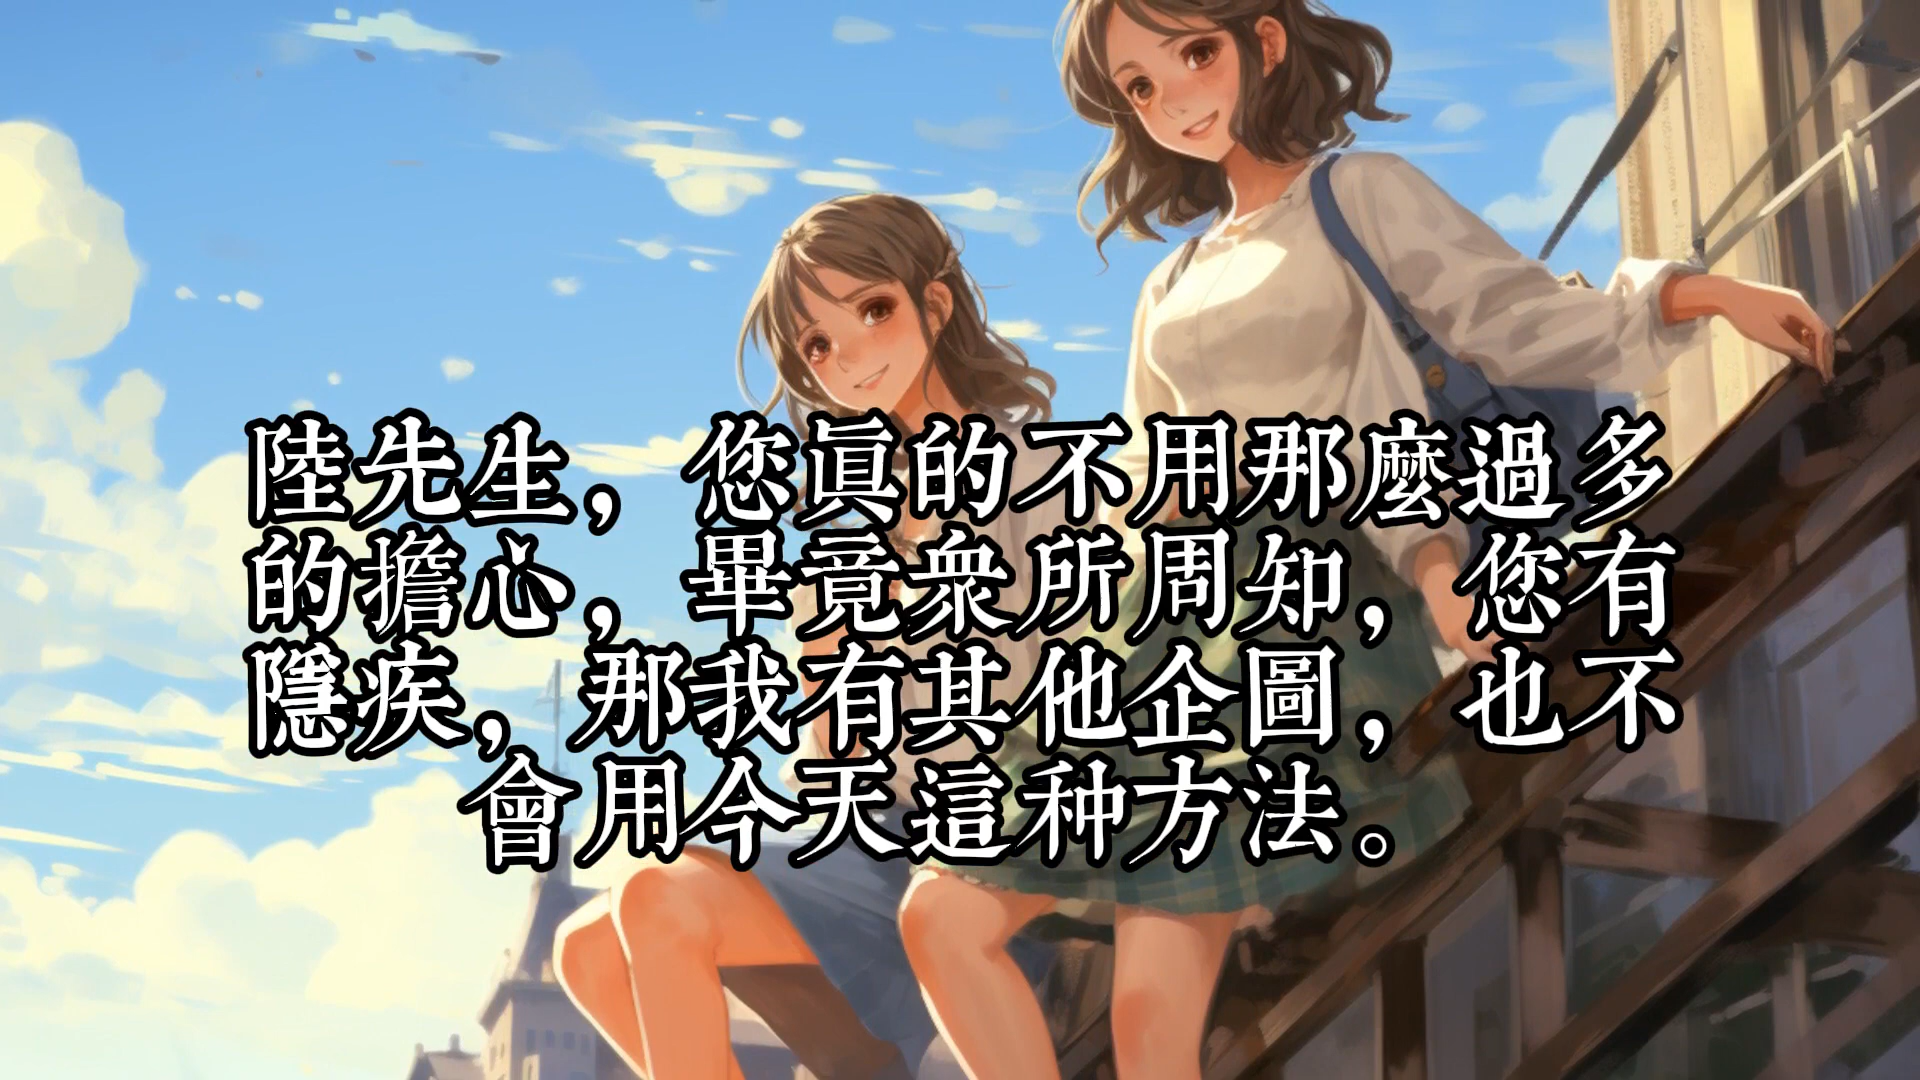 陸先生，您眞的不用那麼過多
的擔心，畢竟衆所周知，您有
隱疾，那我有其他企圖，也不
會用今天這种方法。